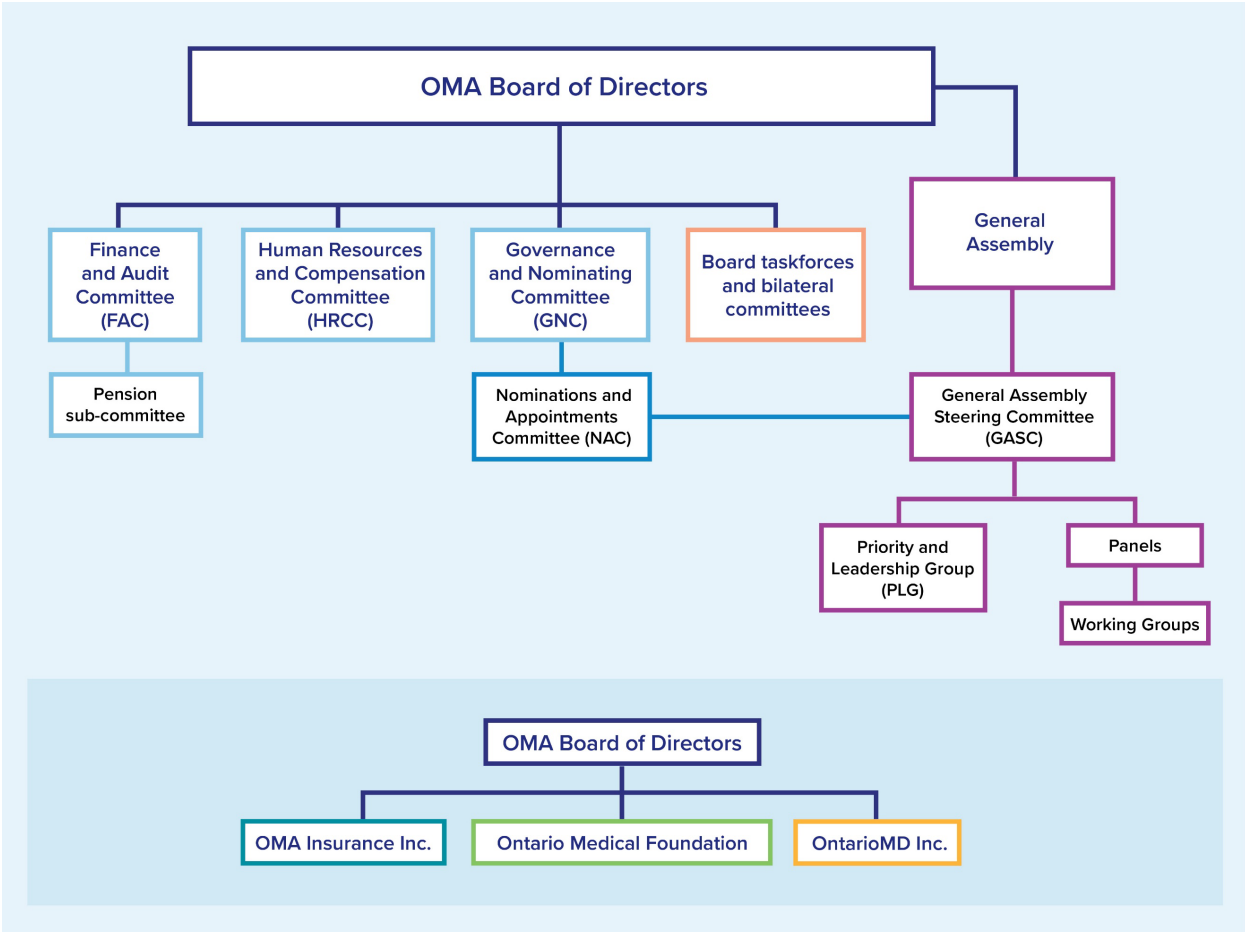 OMA Board of Directors
General
Assembly
Finance
and Audit
Committee
(FAC)
Human Resources
and Compensation
Committee
(HRCC)
Governance
and Nominating
Committee
(GNC)
Board taskforces
and bilateral
committees
Pension
sub-committee
Nominations and
Appointments
Committee (NAC)
General Assembly
Steering Committee
(GASC)
Priority and
Leadership Group
(PLG)
Panels
Working Groups
OMA Board of Directors
OMA Insurance Inc.
Ontario Medical Foundation
OntarioMD Inc.